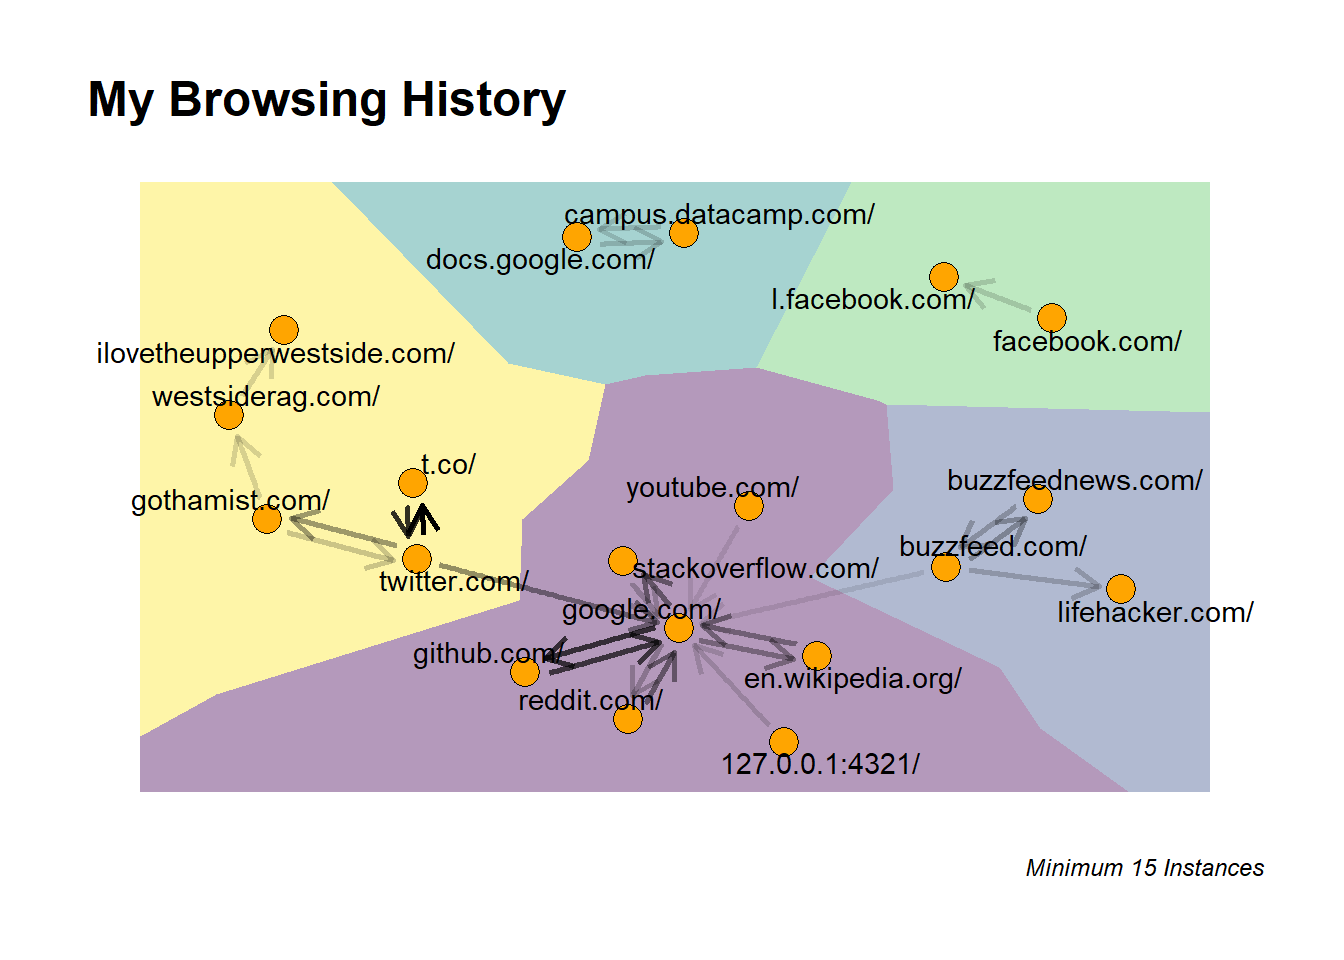 My Browsing History
campus.datacamp.com/
docs.google.com/
l.facebook.com/
facebook.com/
ilovetheupperwestside.com/
westsiderag.com/
t.co/
gothamist.com/
youtube.com/
buzzfeednews.com/
buzzfeed.com/
twitter.com/
stackoverflow.com/
google.com/
lifehacker.com/
github.com/
en.wikipedia.org/
reddit.com/
127.0.0.1:4321/
Minimum 15 Instances